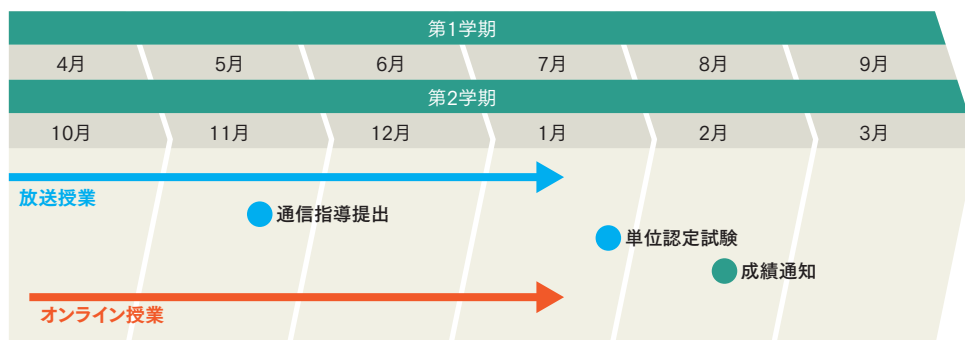 第1学期
4月 5月 6月 7月 8月 9月
第2学期
10月 11月 12月 1月 2月 3月
放送授業
通信指導提出
単位認定試験
成績通知
オンライン授業